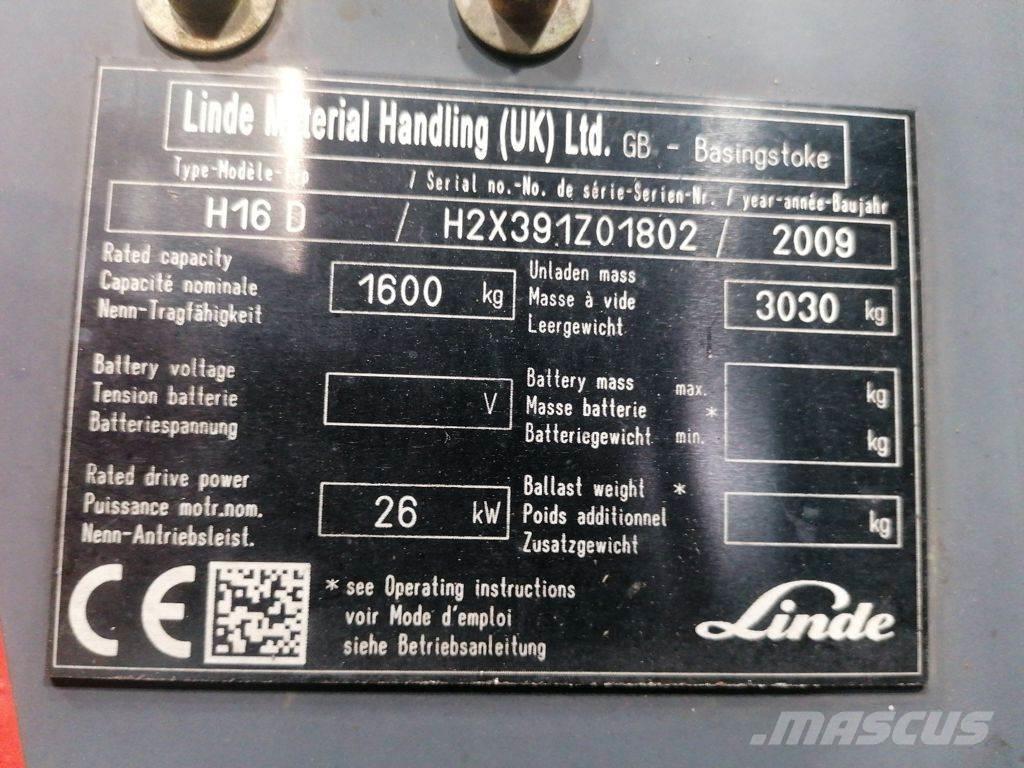 Linde Material Handling (UK) Ltd. GB - Basingstoke
Type-Modèle-Typ / Serial no.-No. de série-Serien-Nr. / year-année-Baujahr
H16 D / H2X391Z01802 / 2009
Rated capacity
Capacité nominale
Nenn-Tragfähigkeit
1600 kg
Unladen mass
Masse à vide
Leergewicht
3030 kg
Battery voltage
Tension batterie
Batteriespannung
V
Battery mass max. kg
Masse batterie *
Batteriegewicht min. kg
Rated drive power
Puissance motr.nom.
Nenn-Antriebsleist.
26 kW
Ballast weight *
Poids additionnel
Zusatzgewicht
kg
CE
* see Operating instructions
voir Mode d'emploi
siehe Betriebsanleitung
Linde
MASCUS